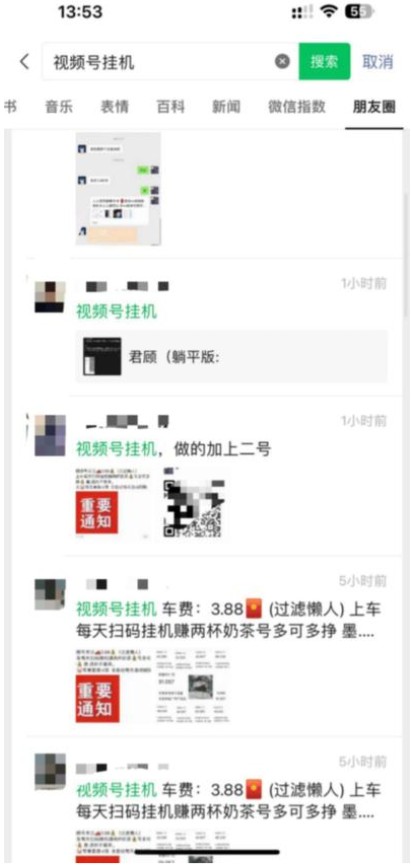 13:53
55
视频号挂机
搜索
取消
书 音乐 表情 百科 新闻 微信指数 朋友圈
1小时前
视频号挂机
君顾（躺平版:
1小时前
视频号挂机，做的加上二号
重要
通知
5小时前
视频号挂机 车费：3.88🧧 (过滤懒人) 上车
每天扫码挂机赚两杯奶茶号多可多挣 墨....
重要
通知
5小时前
视频号挂机 车费：3.88🧧 (过滤懒人) 上车
每天扫码挂机赚两杯奶茶号多可多挣 墨....